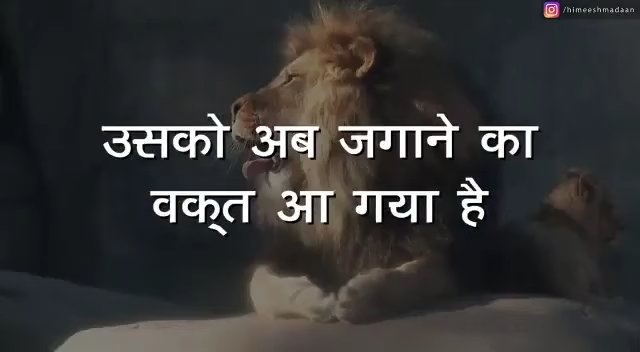 /himeeshmadaan
उसको अब जगाने का
वक्त आ गया है